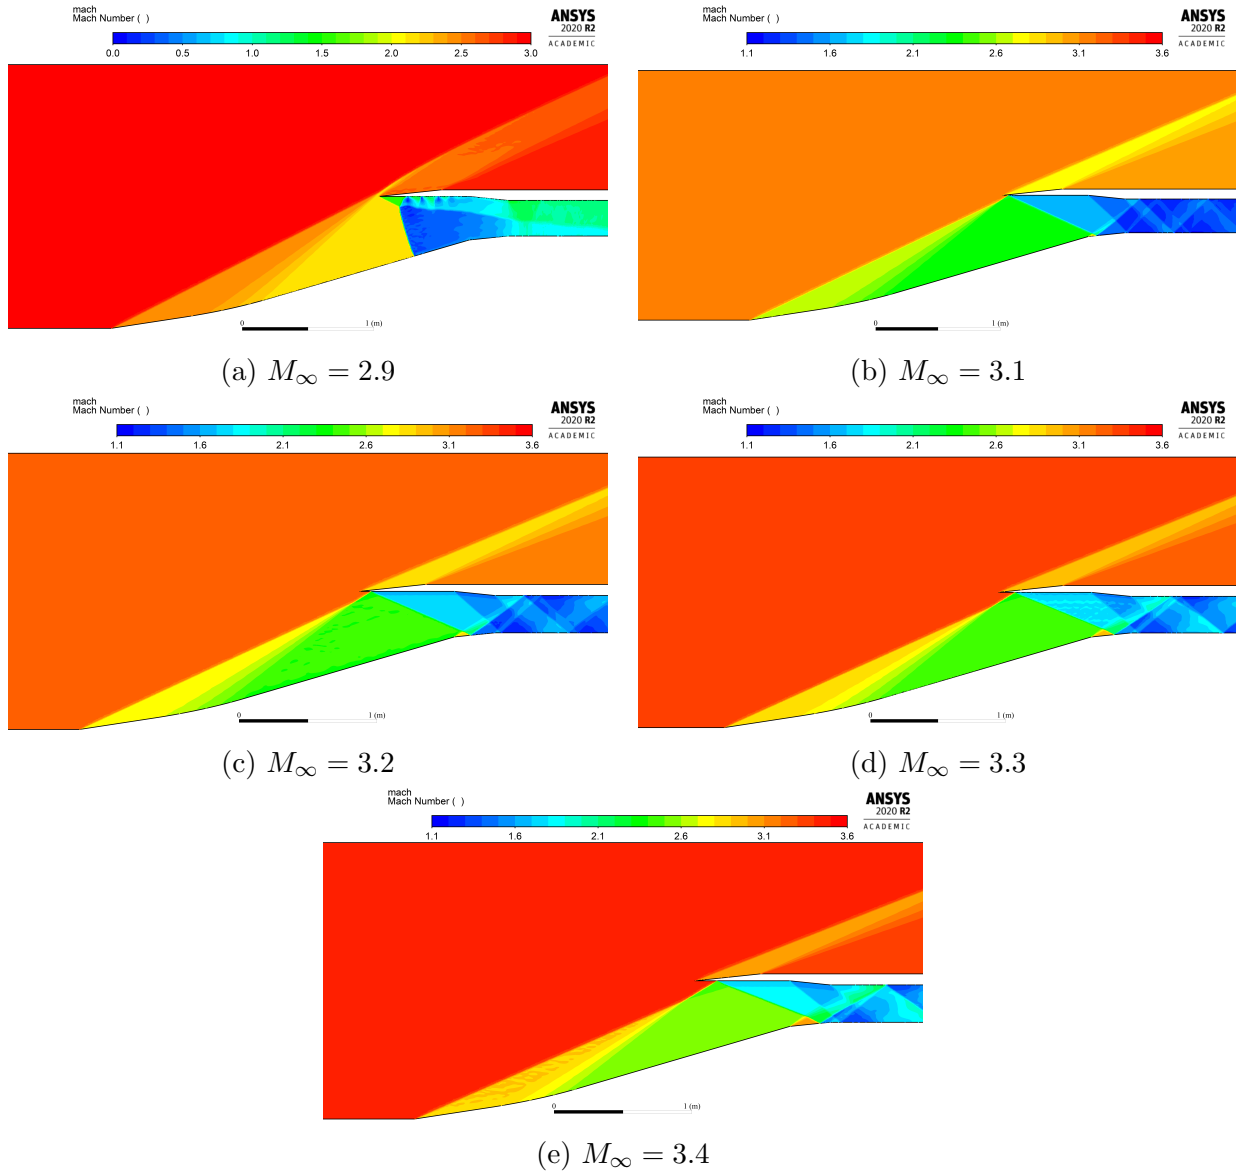 mach
Mach Number ( )
ANSYS
2020 R2
ACADEMIC
0.0 0.5 1.0 1.5 2.0 2.5 3.0
0 1 (m)
(a) M∞ = 2.9
mach
Mach Number ( )
ANSYS
2020 R2
ACADEMIC
1.1 1.6 2.1 2.6 3.1 3.6
0 1 (m)
(b) M∞ = 3.1
mach
Mach Number ( )
ANSYS
2020 R2
ACADEMIC
1.1 1.6 2.1 2.6 3.1 3.6
0 1 (m)
(c) M∞ = 3.2
mach
Mach Number ( )
ANSYS
2020 R2
ACADEMIC
1.1 1.6 2.1 2.6 3.1 3.6
0 1 (m)
(d) M∞ = 3.3
mach
Mach Number ( )
ANSYS
2020 R2
ACADEMIC
1.1 1.6 2.1 2.6 3.1 3.6
0 1 (m)
(e) M∞ = 3.4